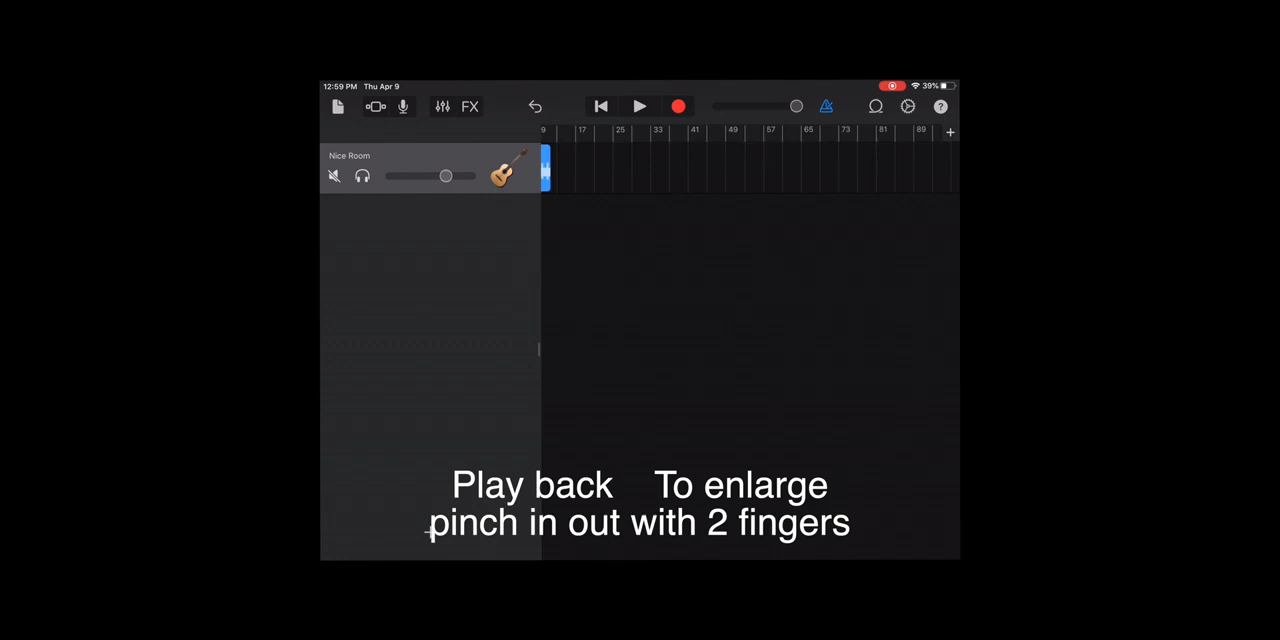 12:59 PM Thu Apr 9
39%
FX
?
9 17 25 33 41 49 57 65 73 81 89 +
Nice Room
Play back To enlarge
pinch in out with 2 fingers